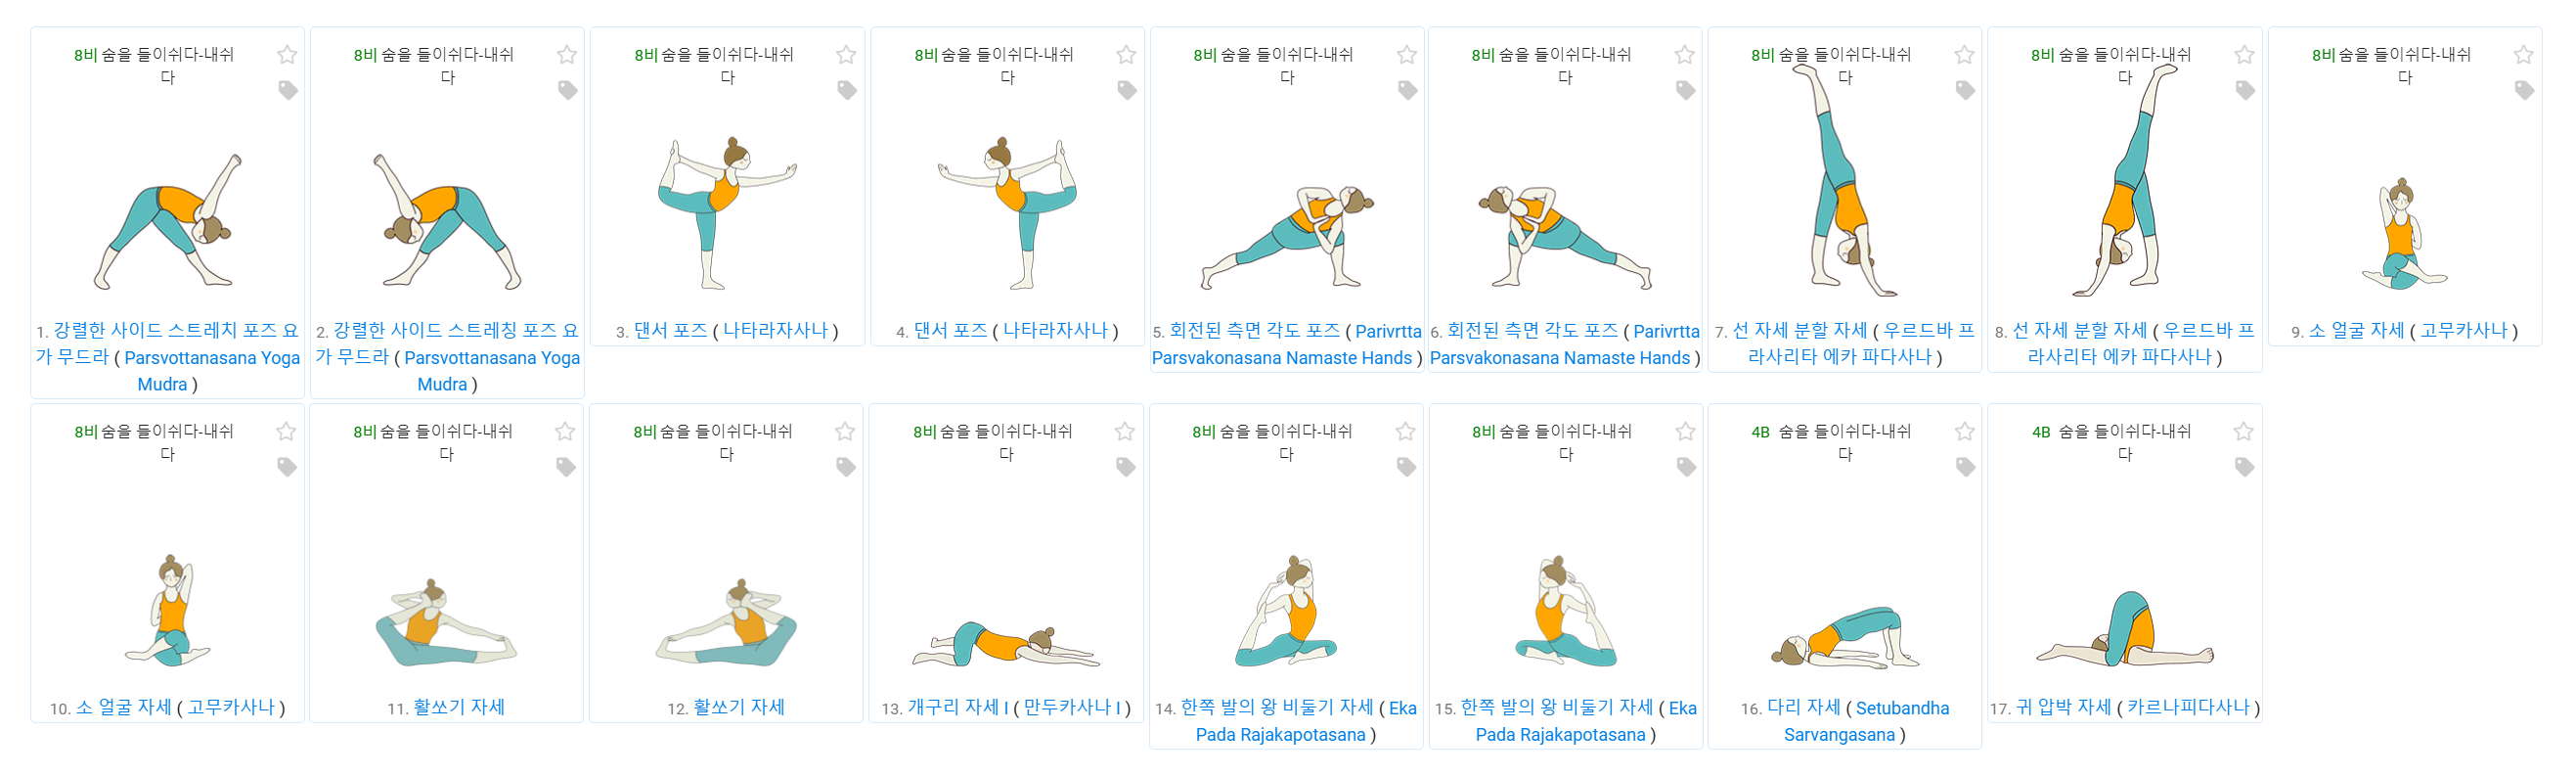 8비 숨을 들이쉬다-내쉬
다
1. 강렬한 사이드 스트레치 포즈 요
가 무드라 ( Parsvottanasana Yoga
Mudra )
8비 숨을 들이쉬다-내쉬
다
2. 강렬한 사이드 스트레칭 포즈 요
가 무드라 ( Parsvottanasana Yoga
Mudra )
8비 숨을 들이쉬다-내쉬
다
3. 댄서 포즈 ( 나타라자사나 )
8비 숨을 들이쉬다-내쉬
다
4. 댄서 포즈 ( 나타라자사나 )
8비 숨을 들이쉬다-내쉬
다
5. 회전된 측면 각도 포즈 ( Parivrtta
Parsvakonasana Namaste Hands )
8비 숨을 들이쉬다-내쉬
다
6. 회전된 측면 각도 포즈 ( Parivrtta
Parsvakonasana Namaste Hands )
8비 숨을 들이쉬다-내쉬
다
7. 선 자세 분할 자세 ( 우르드바 프
라사리타 에카 파다사나 )
8비 숨을 들이쉬다-내쉬
다
8. 선 자세 분할 자세 ( 우르드바 프
라사리타 에카 파다사나 )
8비 숨을 들이쉬다-내쉬
다
9. 소 얼굴 자세 ( 고무카사나 )
8비 숨을 들이쉬다-내쉬
다
10. 소 얼굴 자세 ( 고무카사나 )
8비 숨을 들이쉬다-내쉬
다
11. 활쏘기 자세
8비 숨을 들이쉬다-내쉬
다
12. 활쏘기 자세
8비 숨을 들이쉬다-내쉬
다
13. 개구리 자세 I ( 만두카사나 I )
8비 숨을 들이쉬다-내쉬
다
14. 한쪽 발의 왕 비둘기 자세 ( Eka
Pada Rajakapotasana )
8비 숨을 들이쉬다-내쉬
다
15. 한쪽 발의 왕 비둘기 자세 ( Eka
Pada Rajakapotasana )
4B 숨을 들이쉬다-내쉬
다
16. 다리 자세 ( Setubandha
Sarvangasana )
4B 숨을 들이쉬다-내쉬
다
17. 귀 압박 자세 ( 카르나피다사나 )